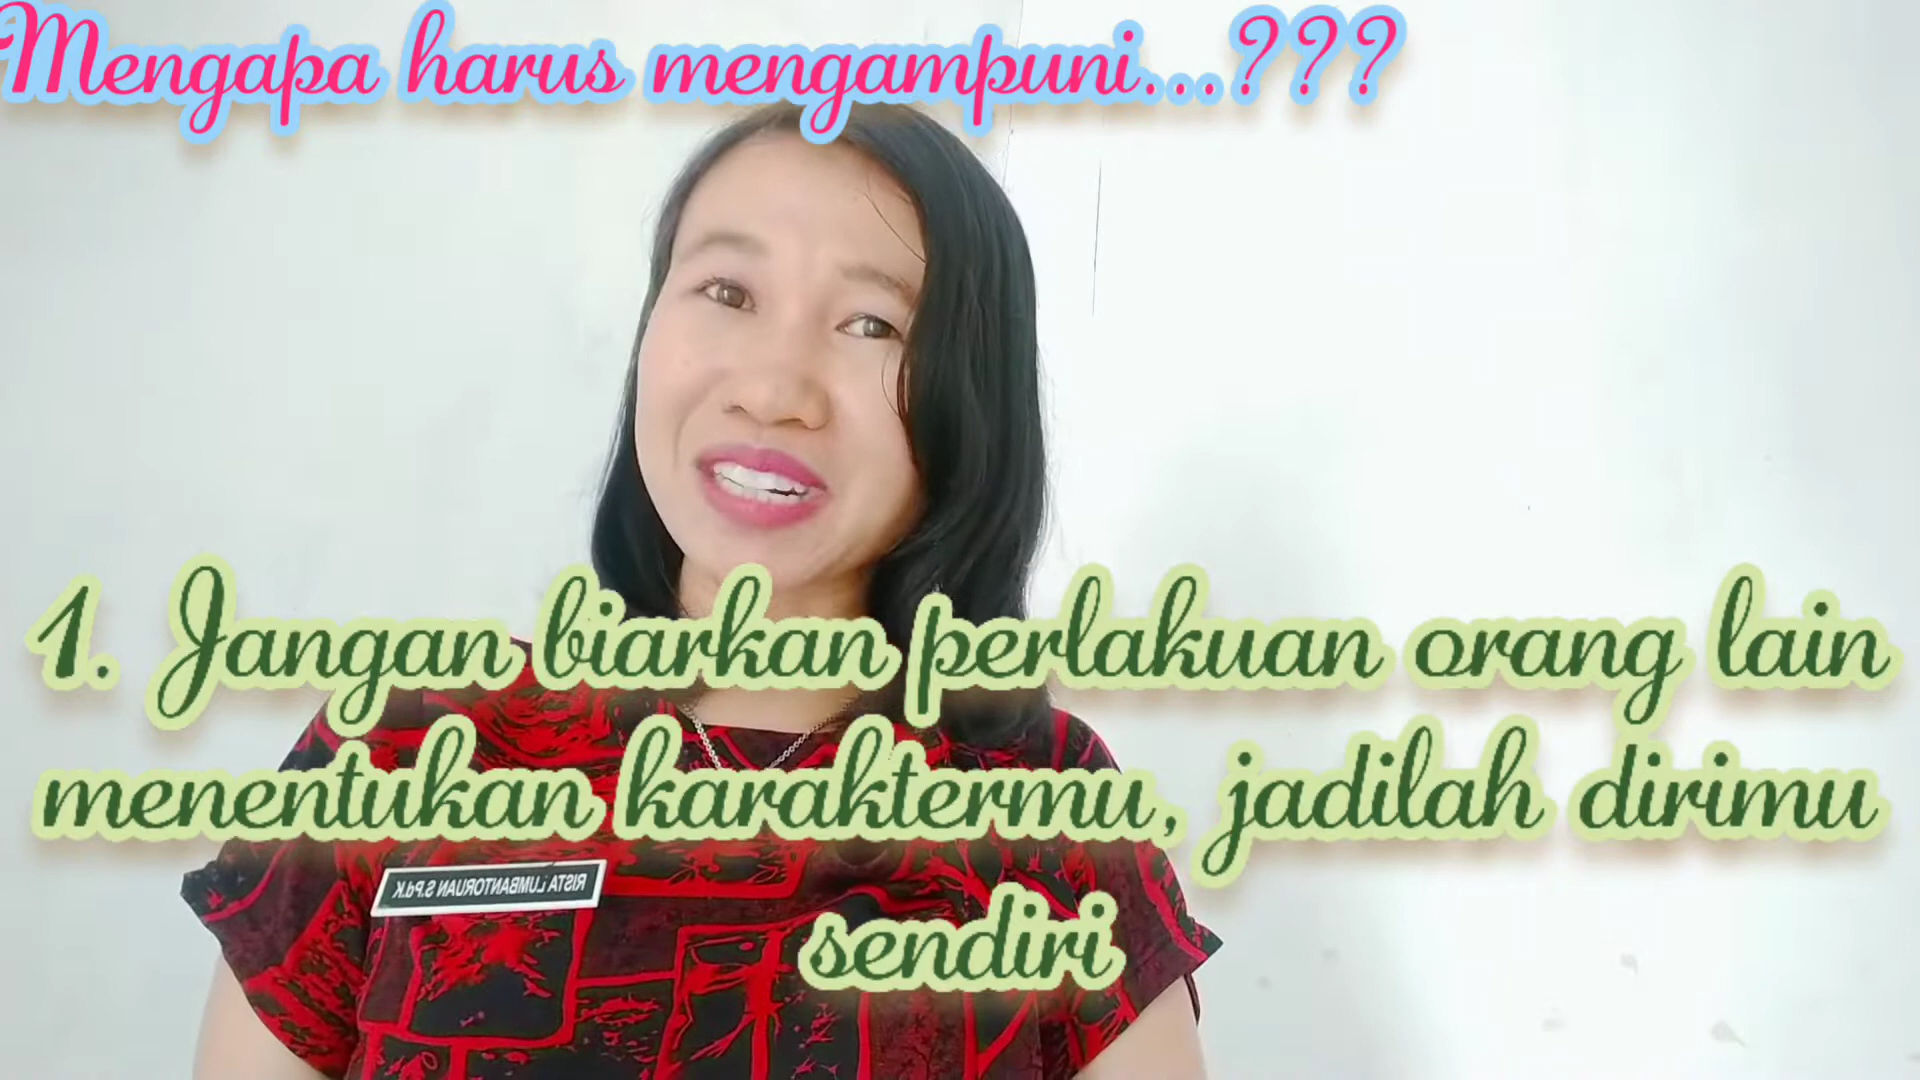 Mengapa harus mengampuni...???
1. Jangan biarkan perlakuan orang lain
menentukan karaktermu, jadilah dirimu
sendiri
RISTA LUMBANTORUAN S.Pd.K